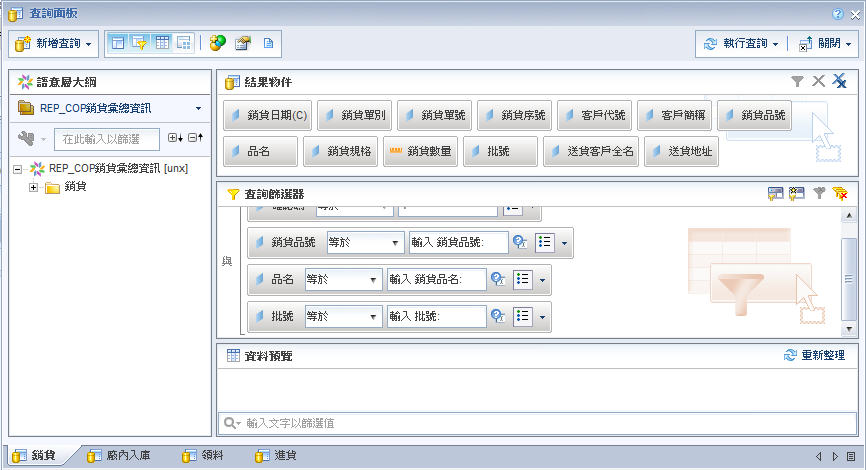 查詢面板
新增查詢
執行查詢
關閉
語意層大綱
REP_COP銷貨彙總資訊
在此輸入以篩選
REP_COP銷貨彙總資訊 [unx]
銷貨
結果物件
銷貨日期(C) 銷貨單別 銷貨單號 銷貨序號 客戶代號 客戶簡稱 銷貨品號
品名 銷貨規格 銷貨數量 批號 送貨客戶全名 送貨地址
查詢篩選器
與
銷貨品號 等於 輸入 銷貨品號:
品名 等於 輸入 銷貨品名:
批號 等於 輸入 批號:
資料預覽
重新整理
輸入文字以篩選值
銷貨 廠內入庫 領料 進貨